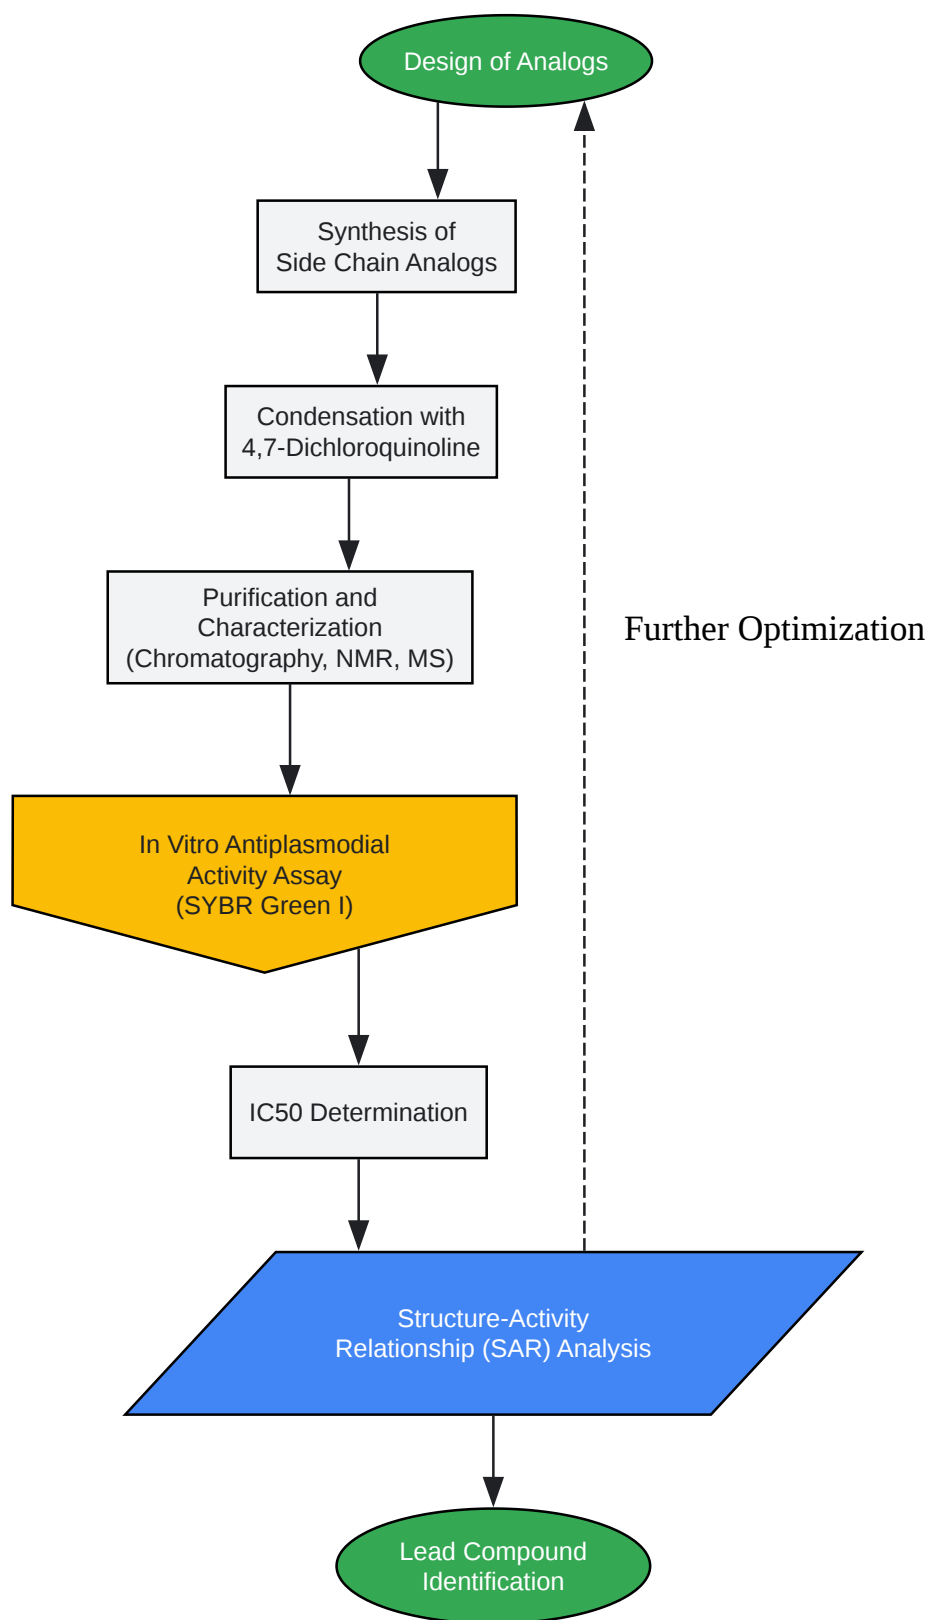 Design of Analogs
Synthesis of
Side Chain Analogs
Condensation with
4,7-Dichloroquinoline
Purification and
Characterization
(Chromatography, NMR, MS)
Further Optimization
In Vitro Antiplasmodial
Activity Assay
(SYBR Green I)
IC50 Determination
Structure-Activity
Relationship (SAR) Analysis
Lead Compound
Identification